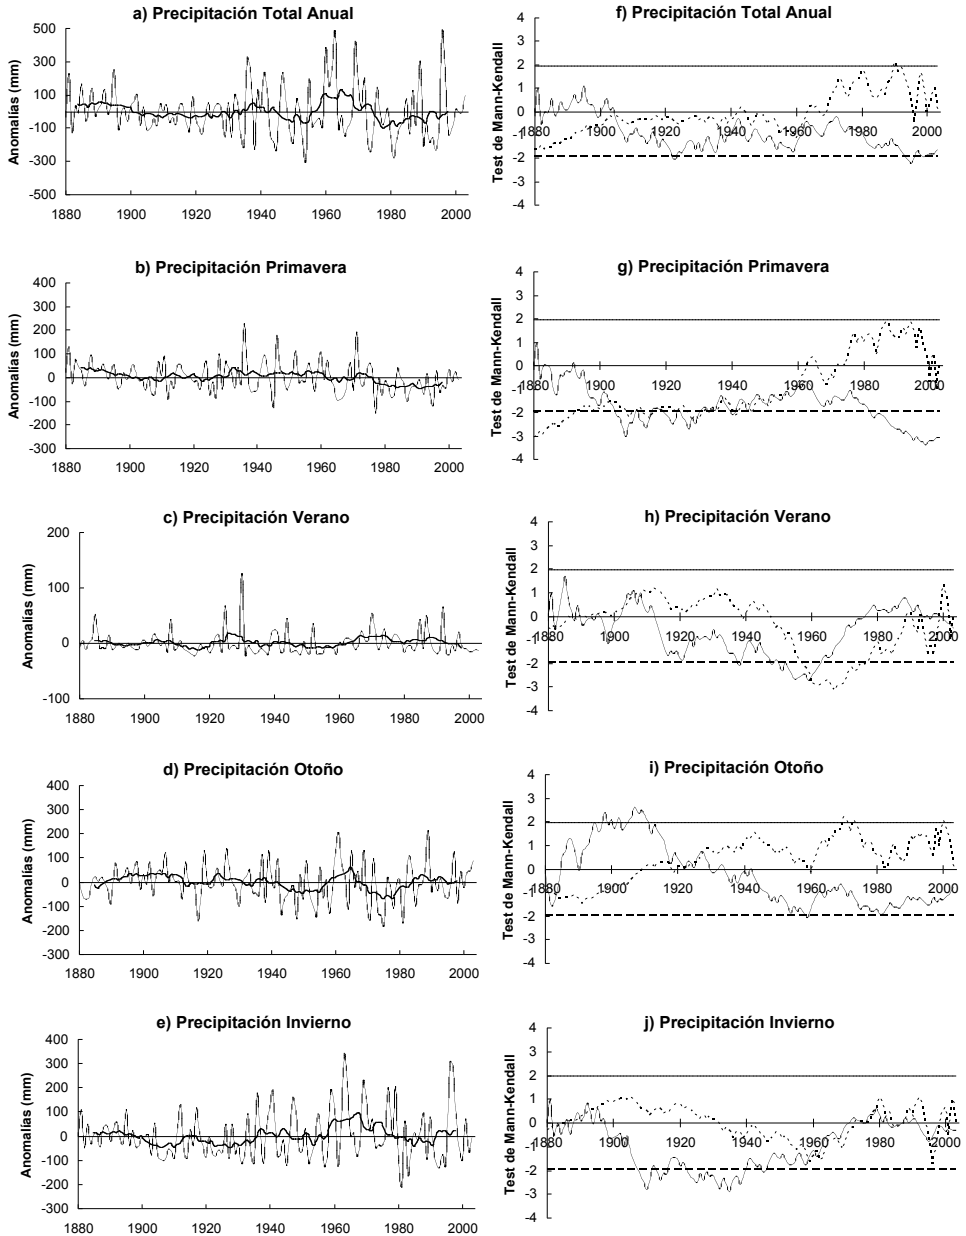 a) Precipitación Total Anual
Anomalías (mm)
500
300
100
-100
-300
-500
1880 1900 1920 1940 1960 1980 2000
f) Precipitación Total Anual
Test de Mann-Kendall
4
3
2
1
0
-1
-2
-3
-4
1880 1900 1920 1940 1960 1980 2000
b) Precipitación Primavera
Anomalías (mm)
400
300
200
100
0
-100
-200
-300
1880 1900 1920 1940 1960 1980 2000
g) Precipitación Primavera
Test de Mann-Kendall
4
3
2
1
0
-1
-2
-3
-4
1880 1900 1920 1940 1960 1980 2000
c) Precipitación Verano
Anomalías (mm)
200
100
0
-100
1880 1900 1920 1940 1960 1980 2000
h) Precipitación Verano
Test de Mann-Kendall
4
3
2
1
0
-1
-2
-3
-4
1880 1900 1920 1940 1960 1980 2000
d) Precipitación Otoño
Anomalías (mm)
400
300
200
100
0
-100
-200
-300
1880 1900 1920 1940 1960 1980 2000
i) Precipitación Otoño
Test de Mann-Kendall
4
3
2
1
0
-1
-2
-3
-4
1880 1900 1920 1940 1960 1980 2000
e) Precipitación Invierno
Anomalías (mm)
400
300
200
100
0
-100
-200
-300
1880 1900 1920 1940 1960 1980 2000
j) Precipitación Invierno
Test de Mann-Kendall
4
3
2
1
0
-1
-2
-3
-4
1880 1900 1920 1940 1960 1980 2000